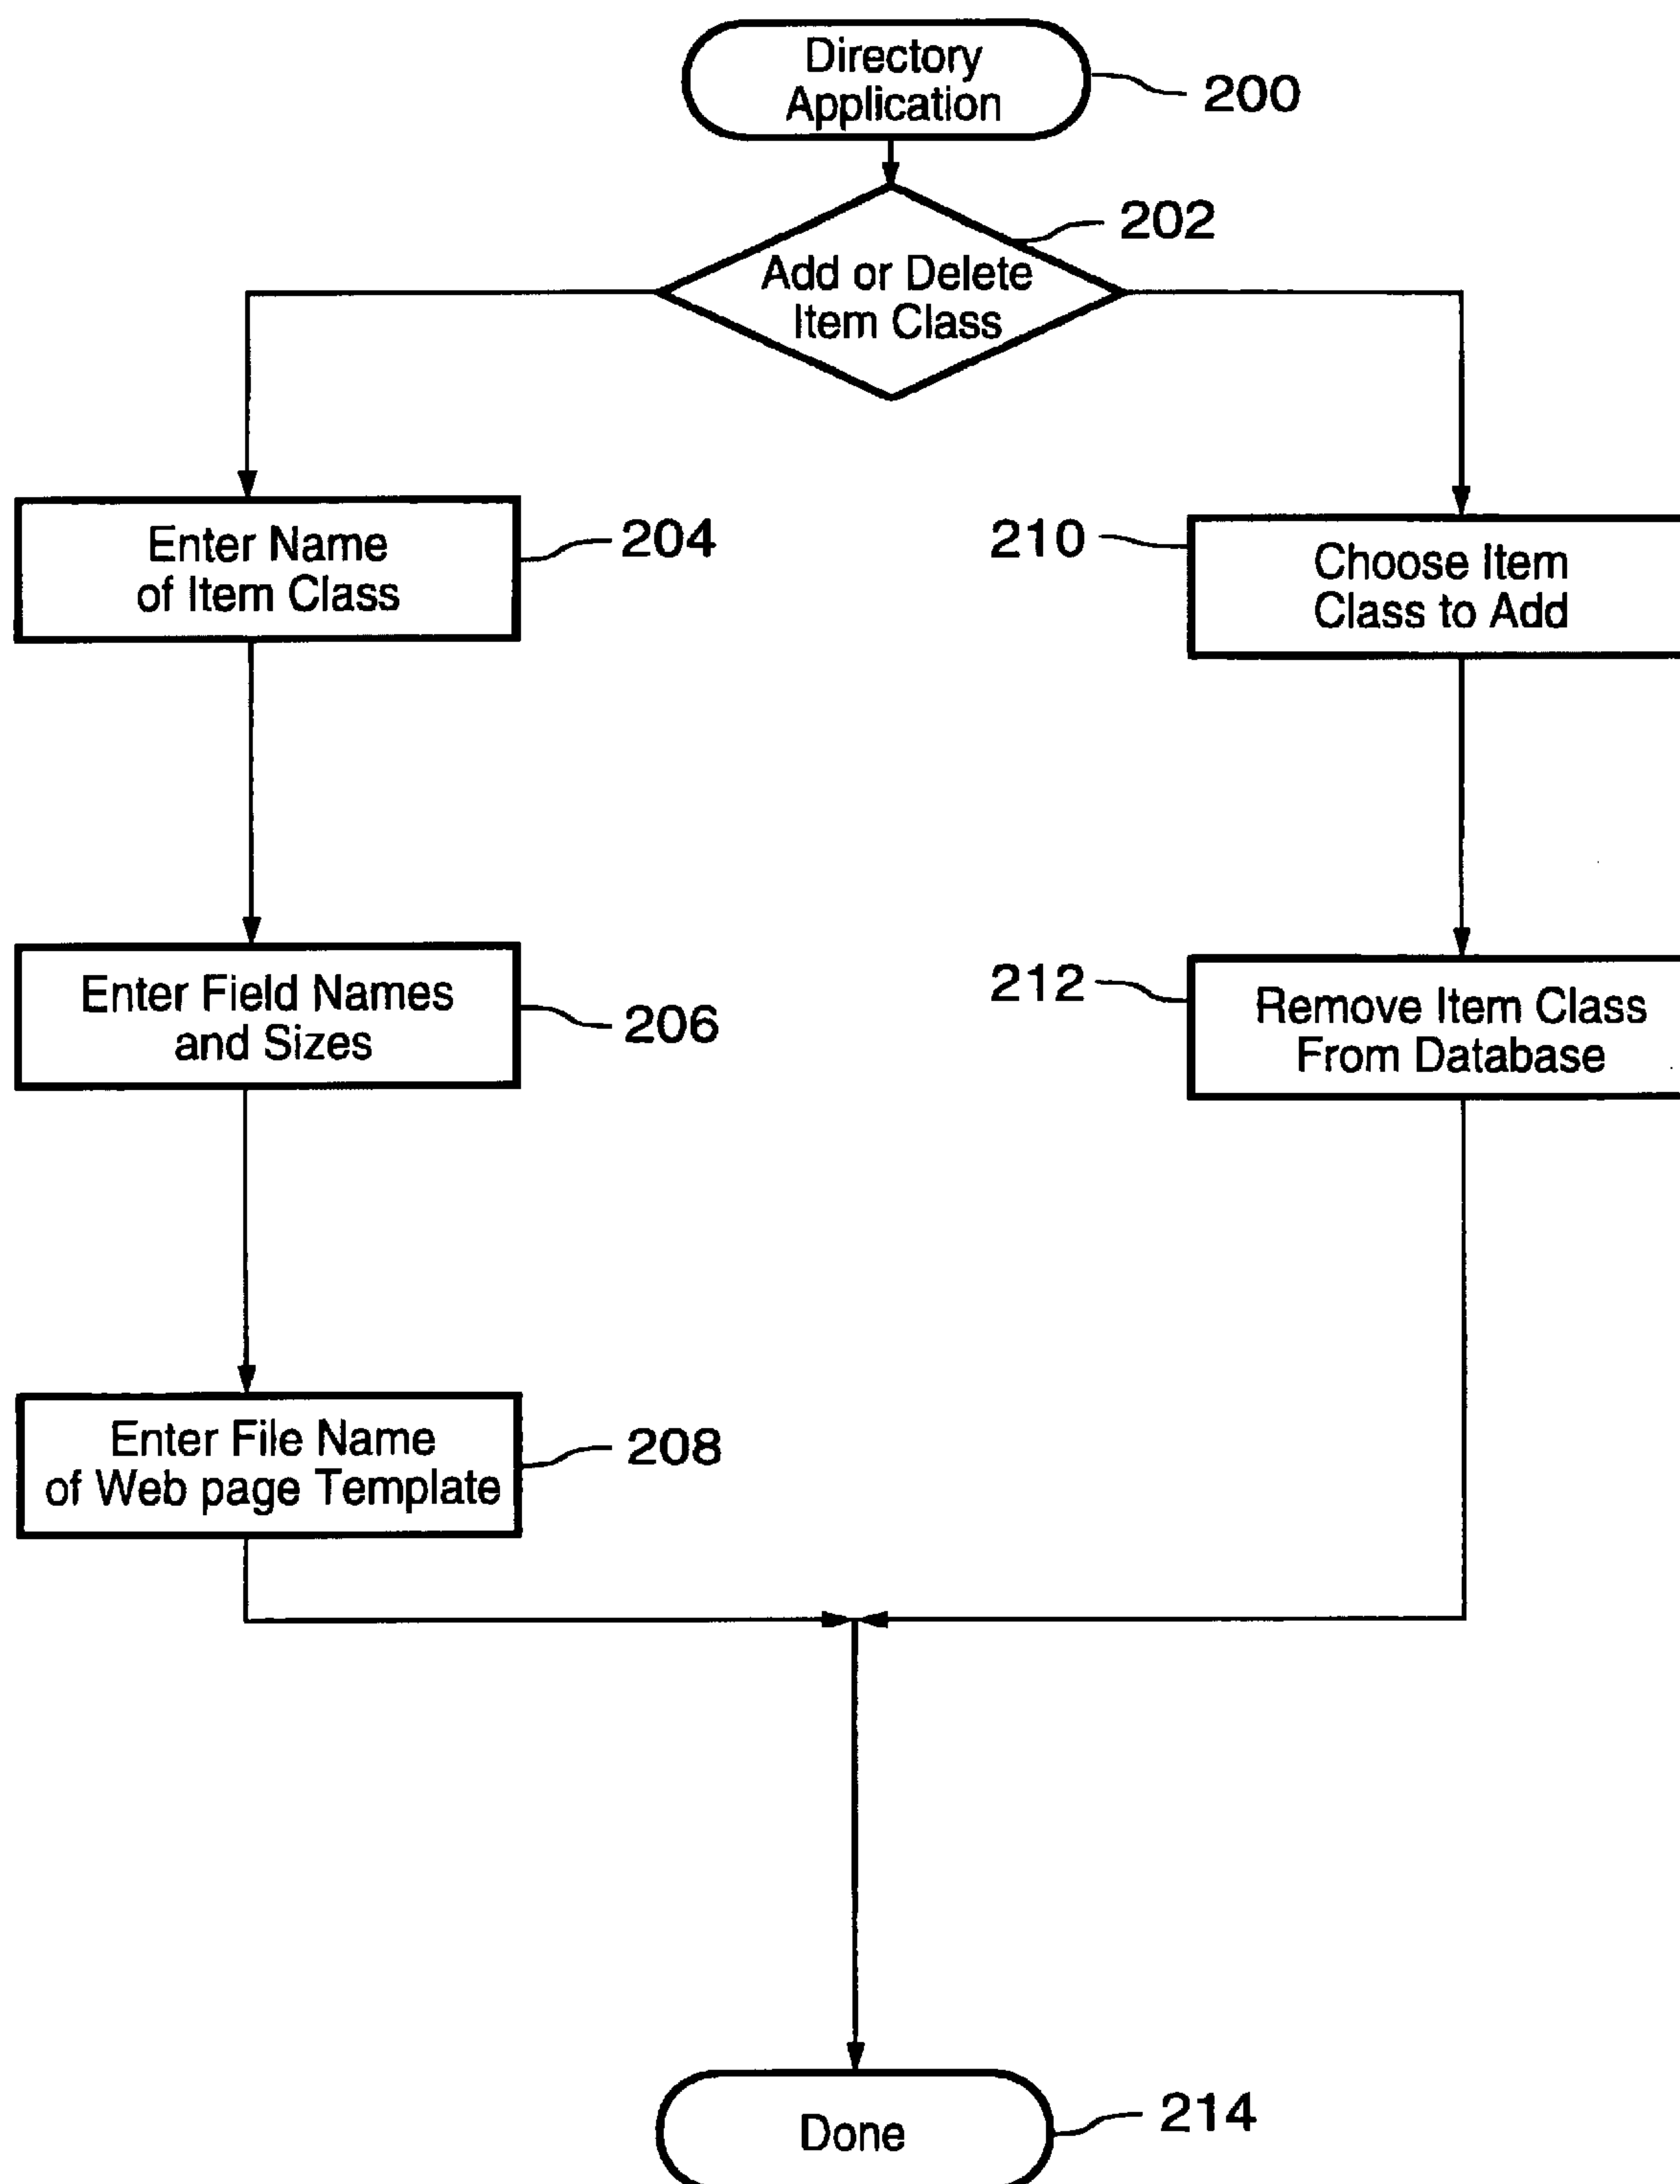 Directory
Application
200
202
Add or Delete
Item Class
Enter Name
of Item Class
204
210
Choose Item
Class to Add
Enter Field Names
and Sizes
206
212
Remove Item Class
From Database
Enter File Name
of Web page Template
208
Done
214